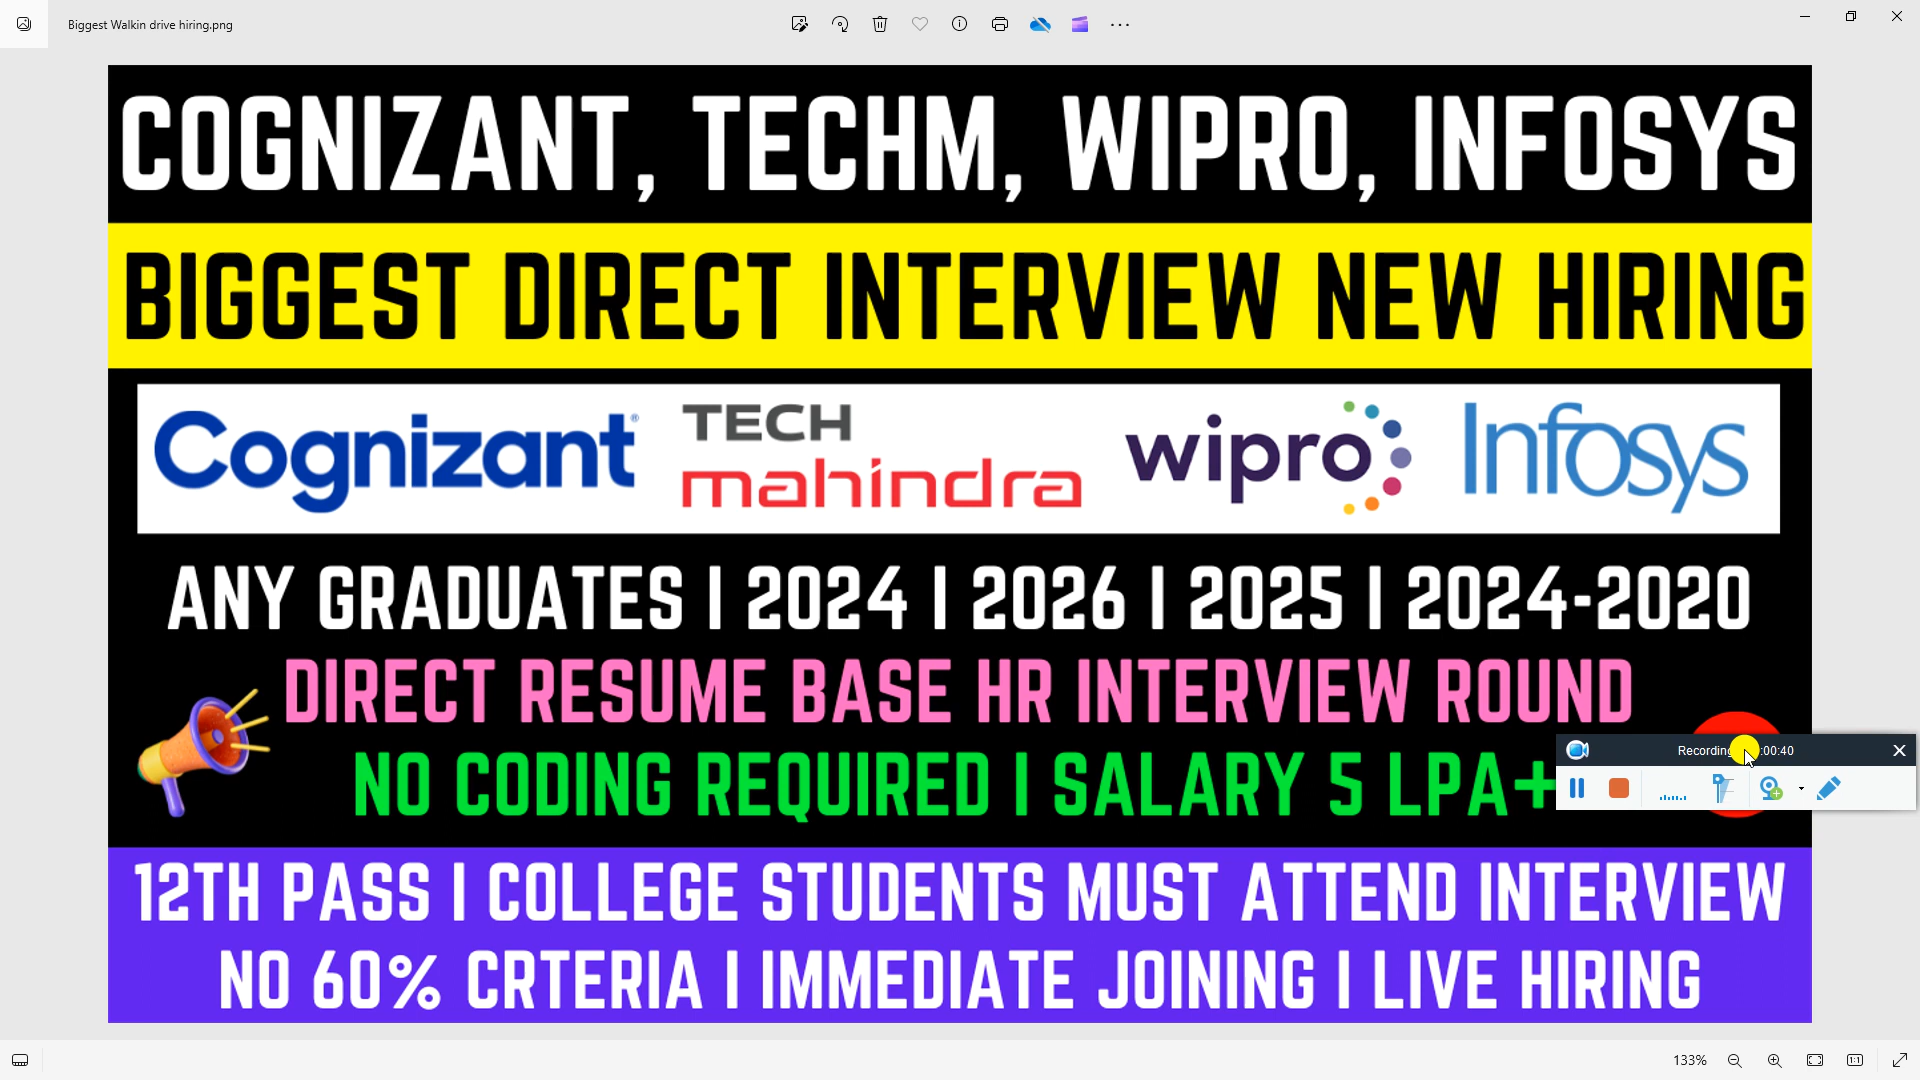 Biggest Walkin drive hiring.png
COGNIZANT, TECHM, WIPRO, INFOSYS
BIGGEST DIRECT INTERVIEW NEW HIRING
Cognizant
TECH
mahindra
wipro
Infosys
ANY GRADUATES | 2024 | 2026 | 2025 | 2024-2020
DIRECT RESUME BASE HR INTERVIEW ROUND
NO CODING REQUIRED | SALARY 5 LPA+
Recording :00:40
12TH PASS | COLLEGE STUDENTS MUST ATTEND INTERVIEW
NO 60% CRTERIA | IMMEDIATE JOINING | LIVE HIRING
133%
1:1